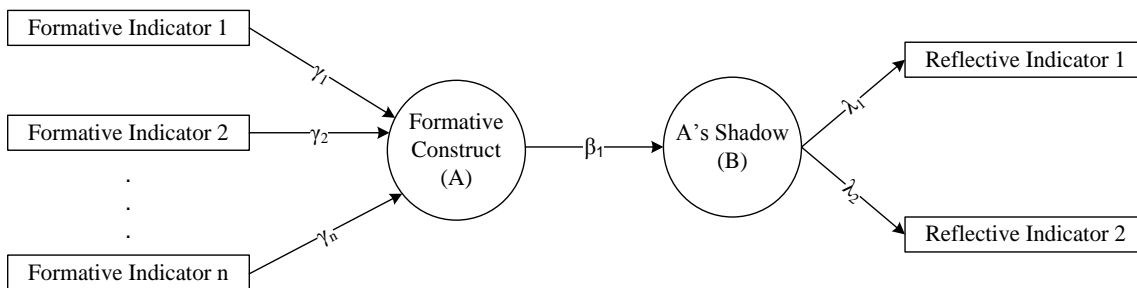 Formative Indicator 1
γ1
Formative Indicator 2
γ2
.
.
.
Formative Indicator n
γn
Formative
Construct
(A)
β1
A's Shadow
(B)
λ1
Reflective Indicator 1
λ2
Reflective Indicator 2